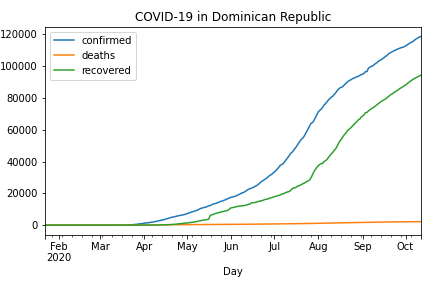 COVID-19 in Dominican Republic
confirmed
deaths
recovered
120000
100000
80000
60000
40000
20000
0
Feb Mar Apr May Jun Jul Aug Sep Oct
2020
Day